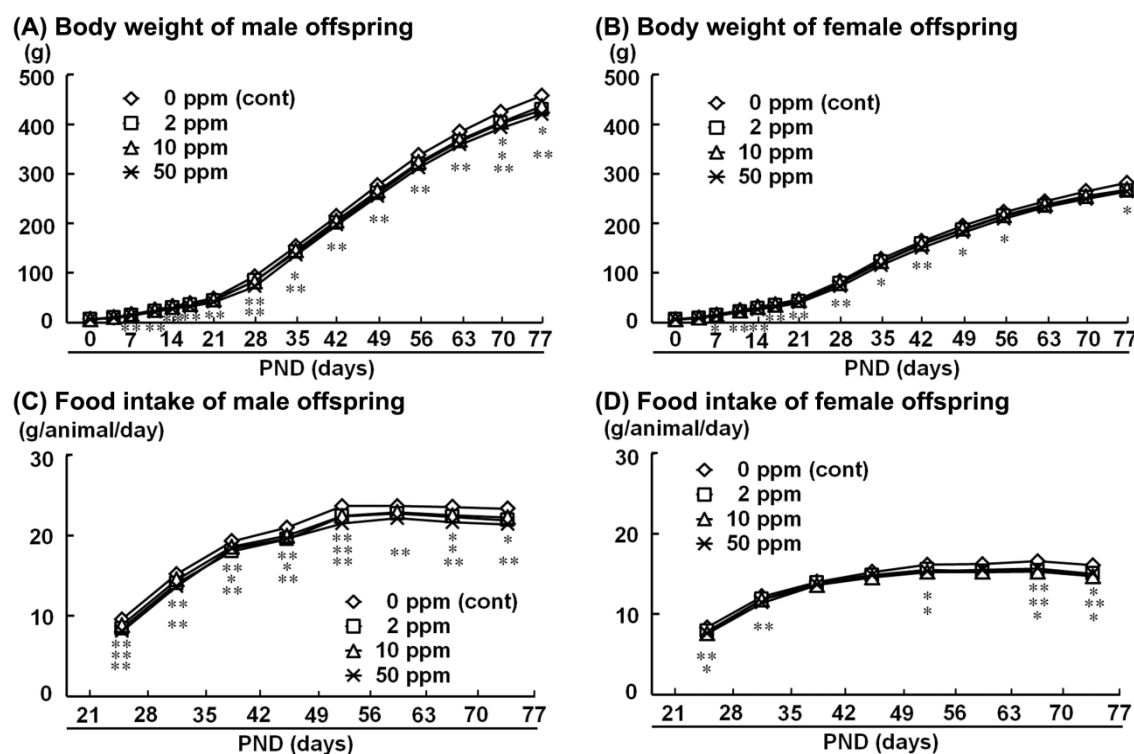 (A) Body weight of male offspring
(g)
500
400
300
200
100
0
0 ppm (cont)
2 ppm
10 ppm
50 ppm
** ** ** ** ** ** ** * ** ** ** ** ** * * ** * **
0 7 14 21 28 35 42 49 56 63 70 77
PND (days)
(B) Body weight of female offspring
(g)
500
400
300
200
100
0
0 ppm (cont)
2 ppm
10 ppm
50 ppm
* ** ** ** ** ** * ** * * *
0 7 14 21 28 35 42 49 56 63 70 77
PND (days)
(C) Food intake of male offspring
(g/animal/day)
30
20
10
0
** ** ** ** ** ** * ** ** * ** ** ** ** ** * * ** * **
0 ppm (cont)
2 ppm
10 ppm
50 ppm
21 28 35 42 49 56 63 70 77
PND (days)
(D) Food intake of female offspring
(g/animal/day)
30
20
10
0
0 ppm (cont)
2 ppm
10 ppm
50 ppm
** * ** * * ** ** * * ** *
21 28 35 42 49 56 63 70 77
PND (days)